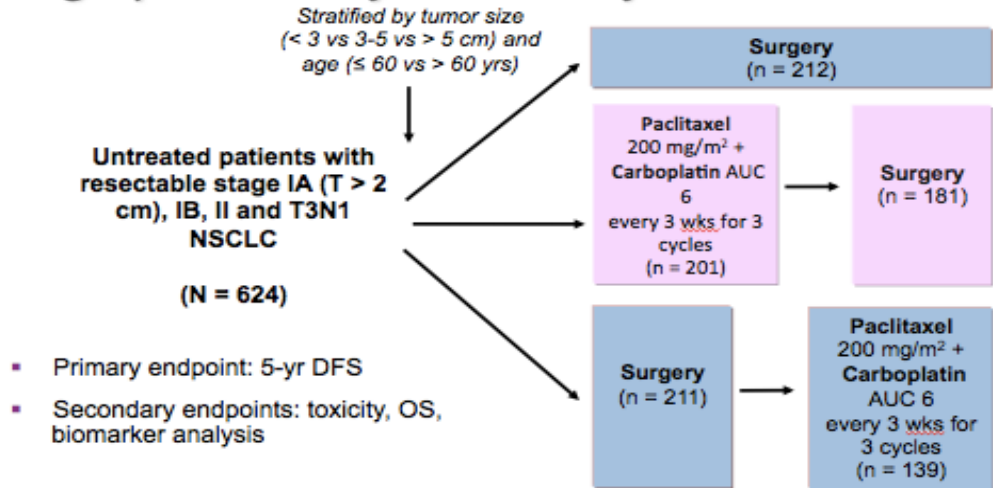 Stratified by tumor size
(< 3 vs 3-5 vs > 5 cm) and
age (≤ 60 vs > 60 yrs)
Untreated patients with
resectable stage IA (T > 2
cm), IB, II and T3N1
NSCLC
(N = 624)
▪ Primary endpoint: 5-yr DFS
▪ Secondary endpoints: toxicity, OS,
biomarker analysis
Surgery
(n = 212)
Paclitaxel
200 mg/m² +
Carboplatin AUC
6
every 3 wks for 3
cycles
(n = 201)
Surgery
(n = 181)
Surgery
(n = 211)
Paclitaxel
200 mg/m² +
Carboplatin
AUC 6
every 3 wks for
3 cycles
(n = 139)